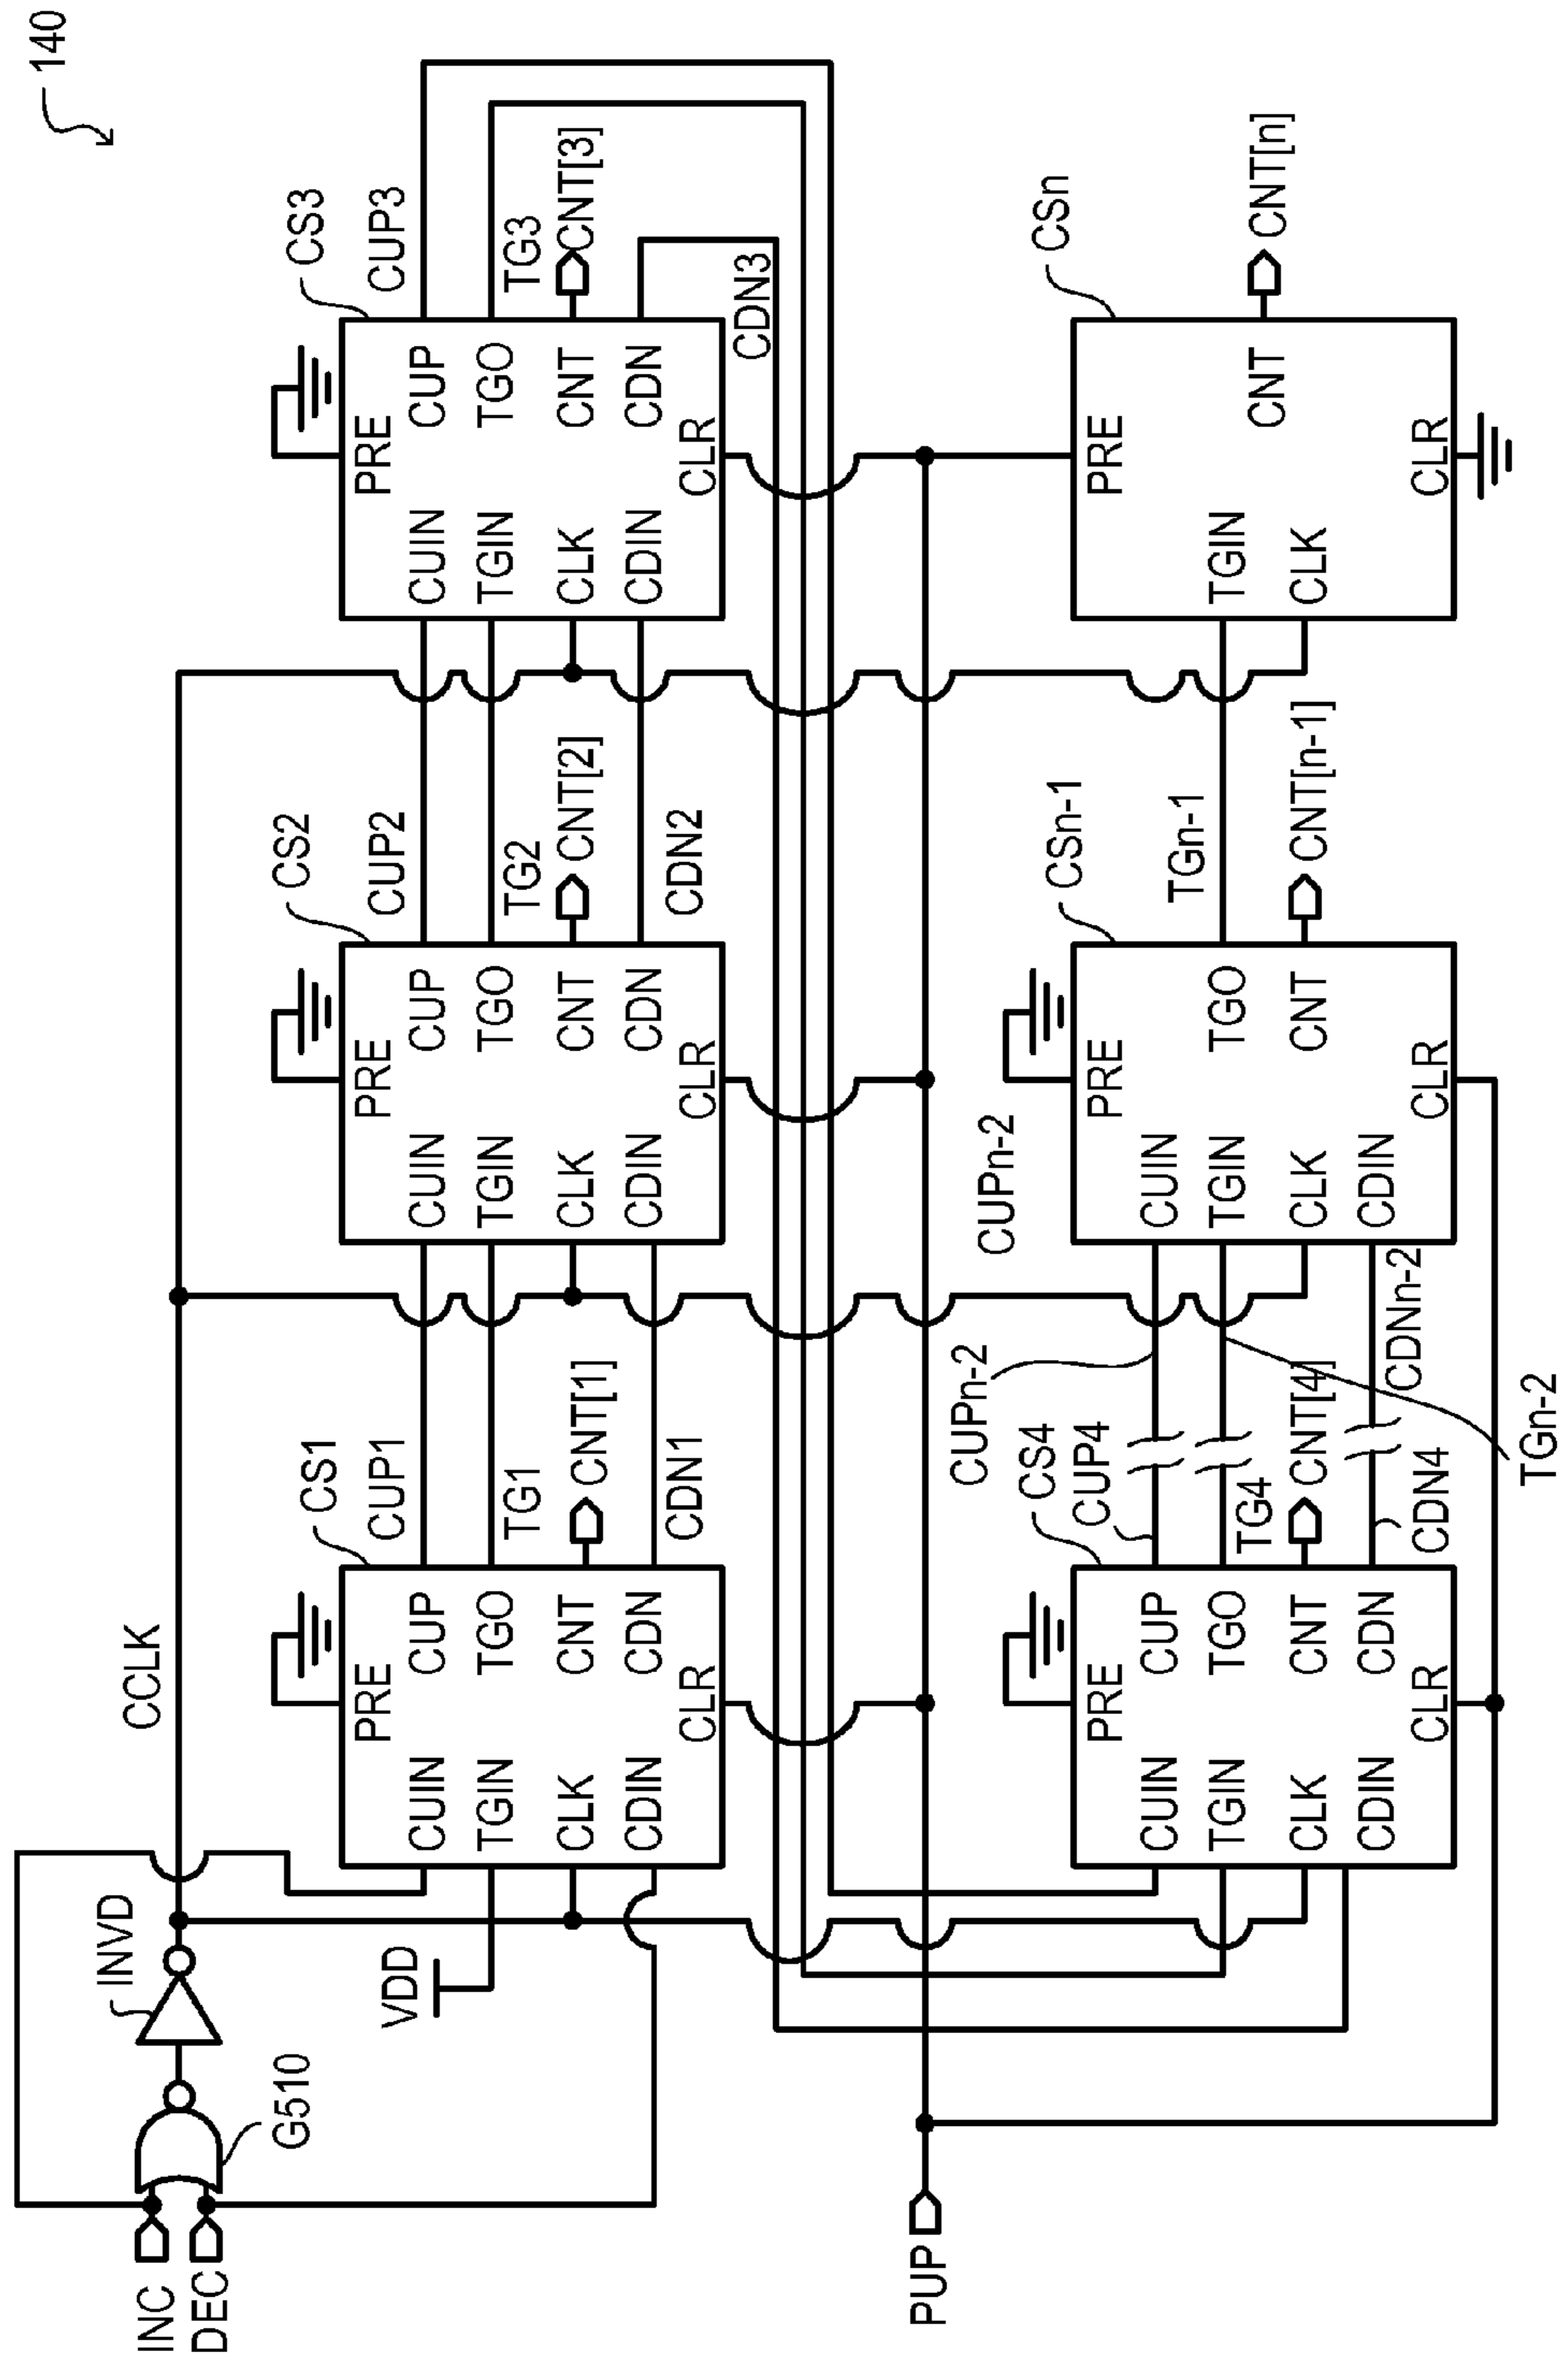 140
INC
DEC
G510
INVD
CCLK
VDD
CS1
PRE
CUIN CUP
TGIN TGO
CLK CNT
CDIN CDN
CLR
CUP1
TG1
CNT[1]
CDN1
CS2
PRE
CUIN CUP
TGIN TGO
CLK CNT
CDIN CDN
CLR
CUP2
TG2
CNT[2]
CDN2
CS3
PRE
CUIN CUP
TGIN TGO
CLK CNT
CDIN CDN
CLR
CUP3
TG3
CNT[3]
CDN3
PUP
CS4
PRE
CUIN CUP
TGIN TGO
CLK CNT
CDIN CDN
CLR
CUP4
TG4
CNT[4]
CDN4
CUPn-2
CUPn-2
TGn-2
CDNn-2
CSn-1
PRE
CUIN
TGIN TGO
CLK CNT
CDIN
CLR
TGn-1
CNT[n-1]
CSn
PRE
TGIN CNT
CLK
CLR
CNT[n]